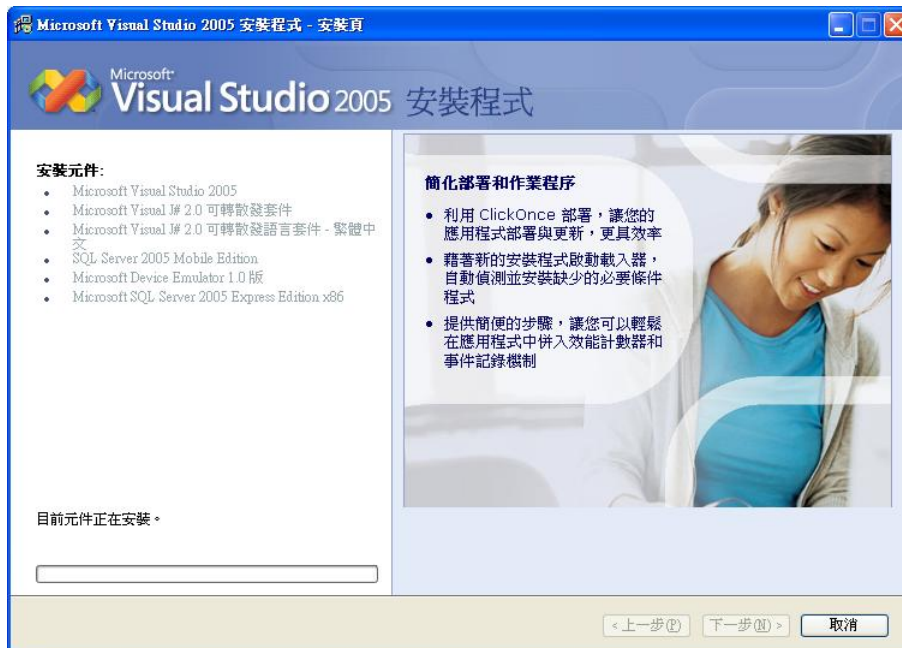 Microsoft Visual Studio 2005 安裝程式 - 安裝頁
Microsoft
Visual Studio 2005 安裝程式
安裝元件:
• Microsoft Visual Studio 2005
• Microsoft Visual J# 2.0 可轉散發套件
• Microsoft Visual J# 2.0 可轉散發語言套件 - 繁體中
文
• SQL Server 2005 Mobile Edition
• Microsoft Device Emulator 1.0 版
• Microsoft SQL Server 2005 Express Edition x86
目前元件正在安裝。
簡化部署和作業程序
• 利用 ClickOnce 部署，讓您的
應用程式部署與更新，更具效率
• 藉著新的安裝程式啟動載入器，
自動偵測並安裝缺少的必要條件
程式
• 提供簡便的步驟，讓您可以輕鬆
在應用程式中併入效能計數器和
事件記錄機制
<上一步(P)
下一步(N)>
取消